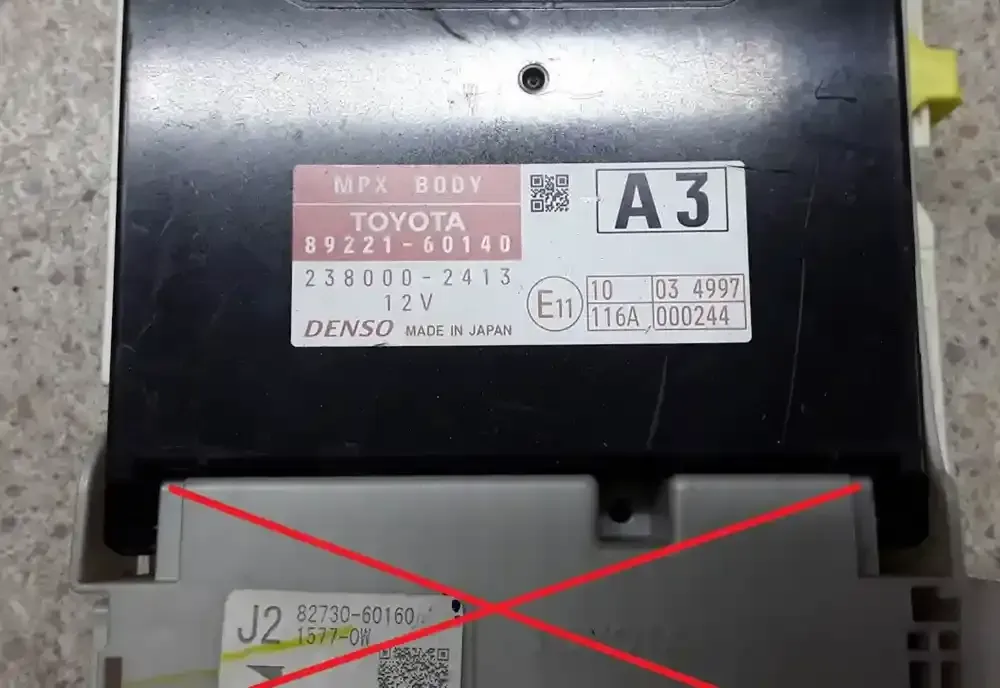 MPX BODY
TOYOTA
89221-60140
238000-2413
12V
DENSO MADE IN JAPAN
A3
E11
10 03 4997
116A 000244
J2 82730-60160
1577-0W